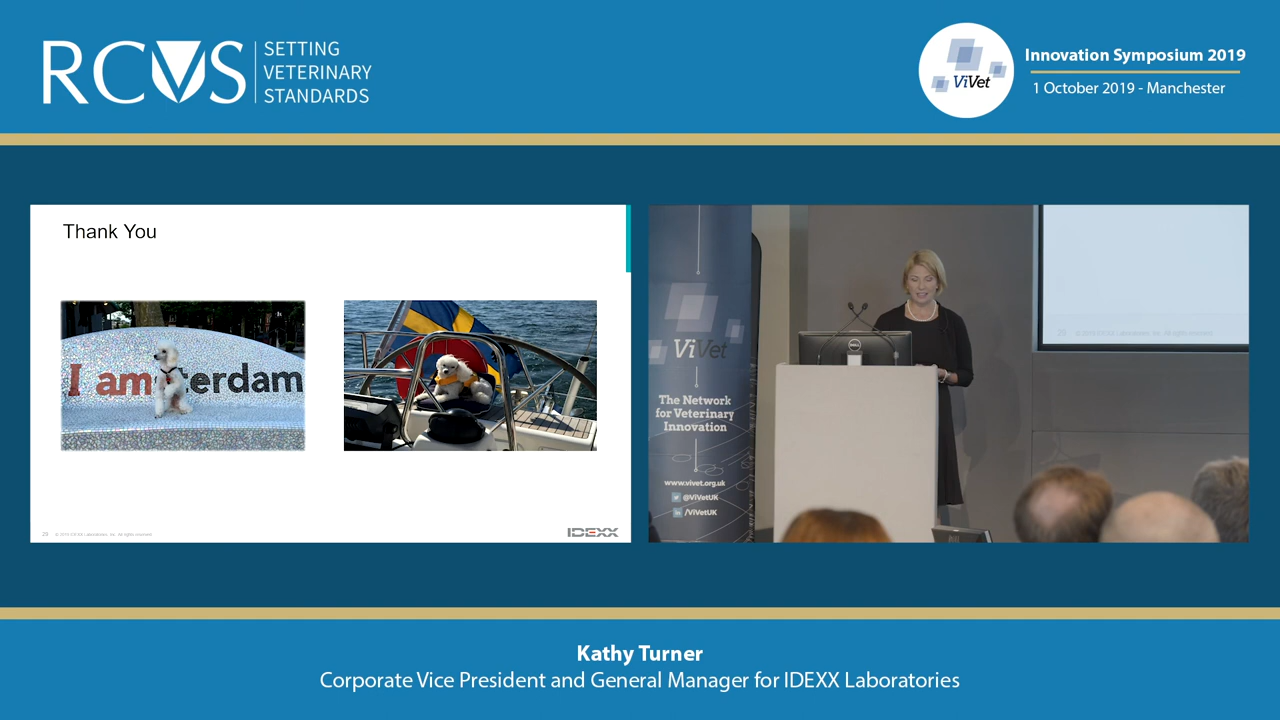 RCVS
SETTING
VETERINARY
STANDARDS
ViVet
Innovation Symposium 2019
1 October 2019 - Manchester
Thank You
I amsterdam
29
IDEXX
ViVet
The Network
for Veterinary
Innovation
www.vivet.org.uk
@ViVetUK
/ViVetUK
DELL
Kathy Turner
Corporate Vice President and General Manager for IDEXX Laboratories